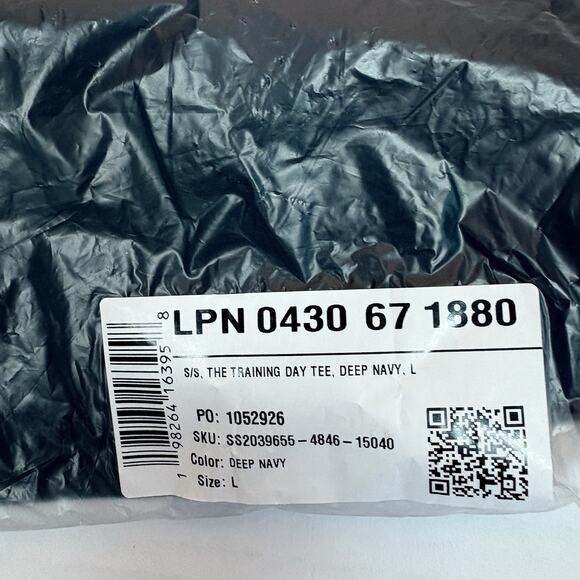 LPN 0430 67 1880
S/S, THE TRAINING DAY TEE, DEEP NAVY, L
PO: 1052926
SKU: SS2039655-4846-15040
Color: DEEP NAVY
Size: L
1 98264 16395 8